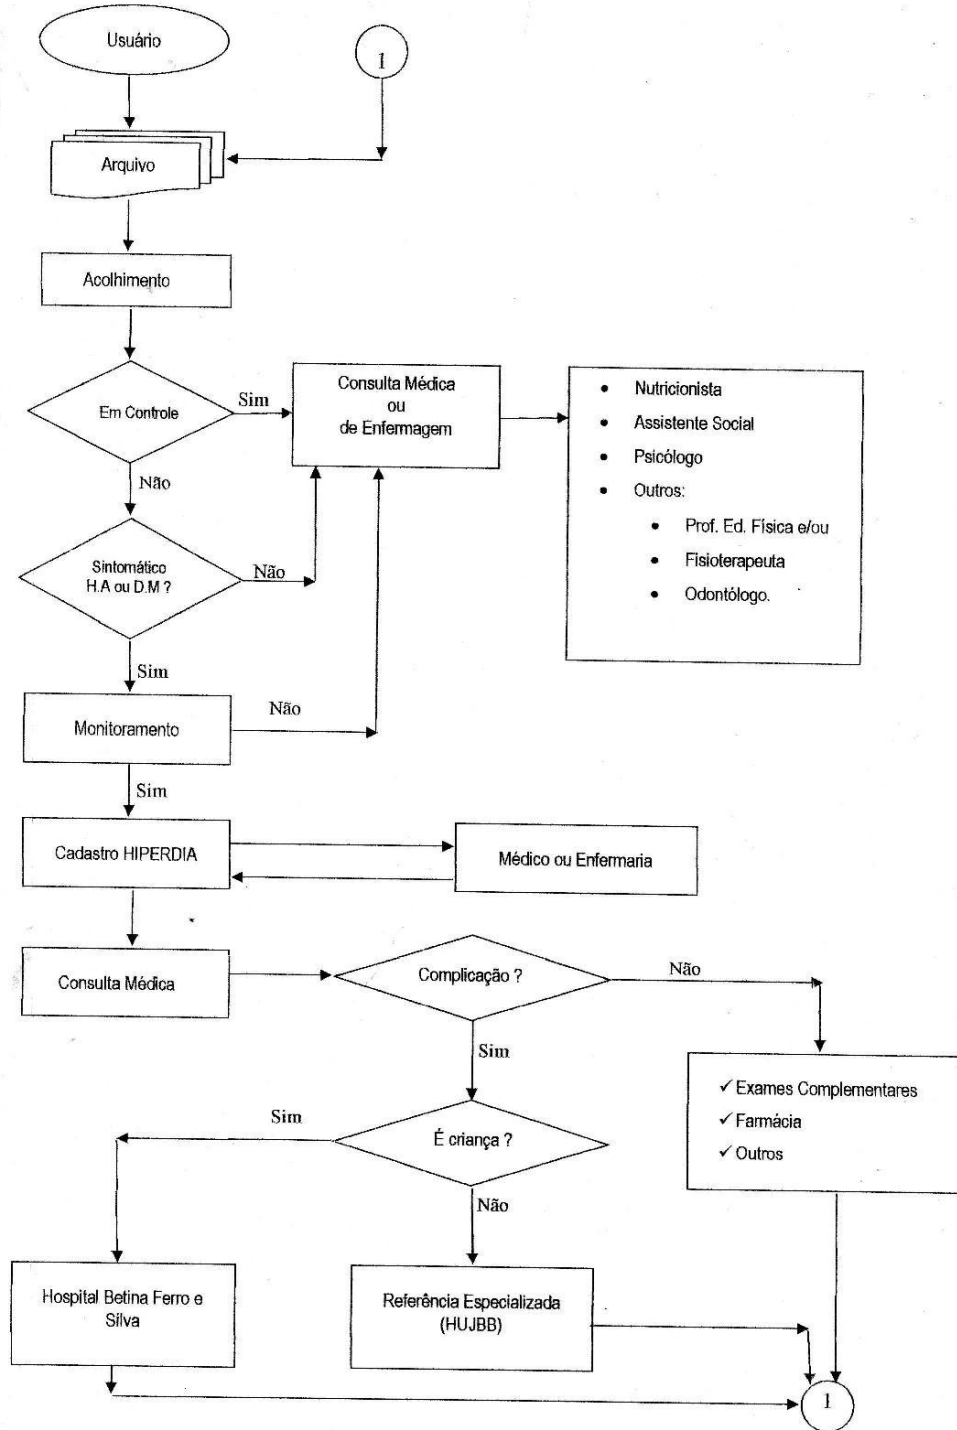 Usuário
1
Arquivo
Acolhimento
Em Controle
Sim
Consulta Médica
ou
de Enfermagem
• Nutricionista
• Assistente Social
• Psicólogo
• Outros:
• Prof. Ed. Física e/ou
• Fisioterapeuta
• Odontólogo.
Não
Sintomático
H.A ou D.M ?
Não
Sim
Monitoramento
Não
Sim
Cadastro HIPERDIA
Médico ou Enfermaria
Consulta Médica
Complicação ?
Não
Sim
✓ Exames Complementares
✓ Farmácia
✓ Outros
É criança ?
Sim
Não
Hospital Betina Ferro e
Silva
Referência Especializada
(HUJBB)
1